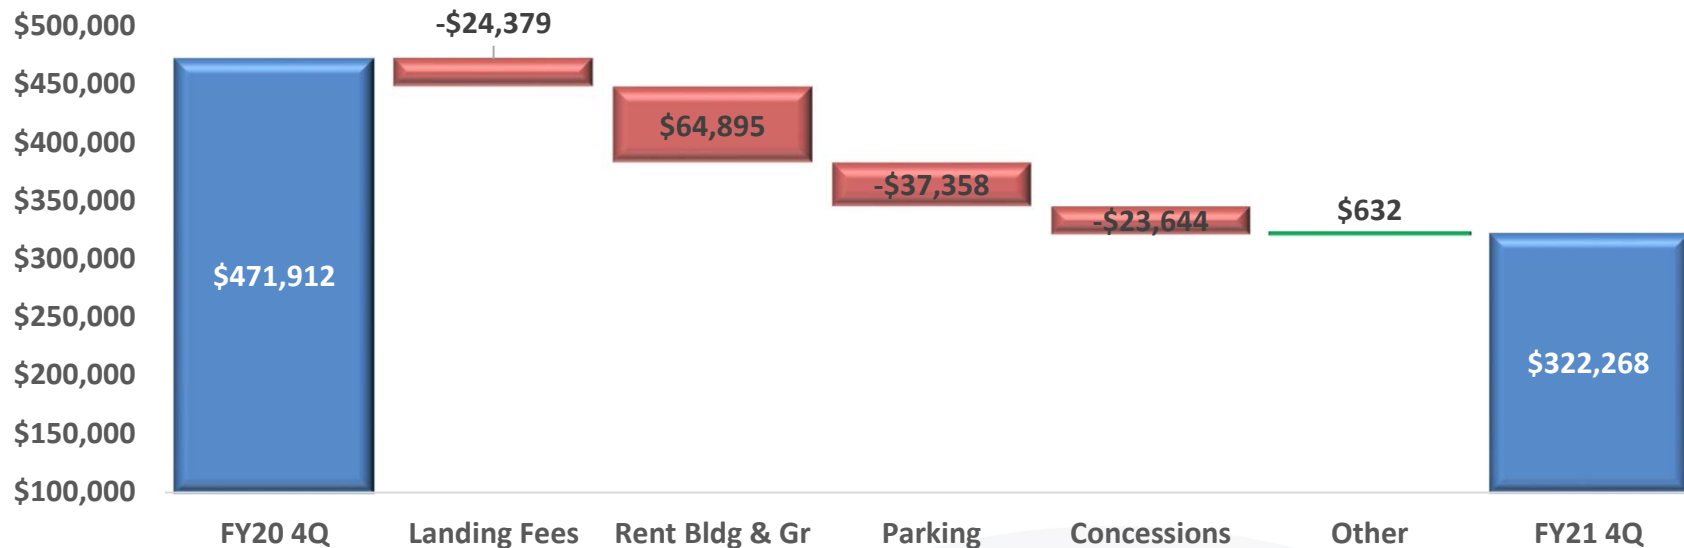 $500,000
$450,000
$400,000
$350,000
$300,000
$250,000
$200,000
$150,000
$100,000
$471,912
-$24,379
$64,895
-$37,358
-$23,644
$632
$322,268
FY20 4Q
Landing Fees
Rent Bldg & Gr
Parking
Concessions
Other
FY21 4Q